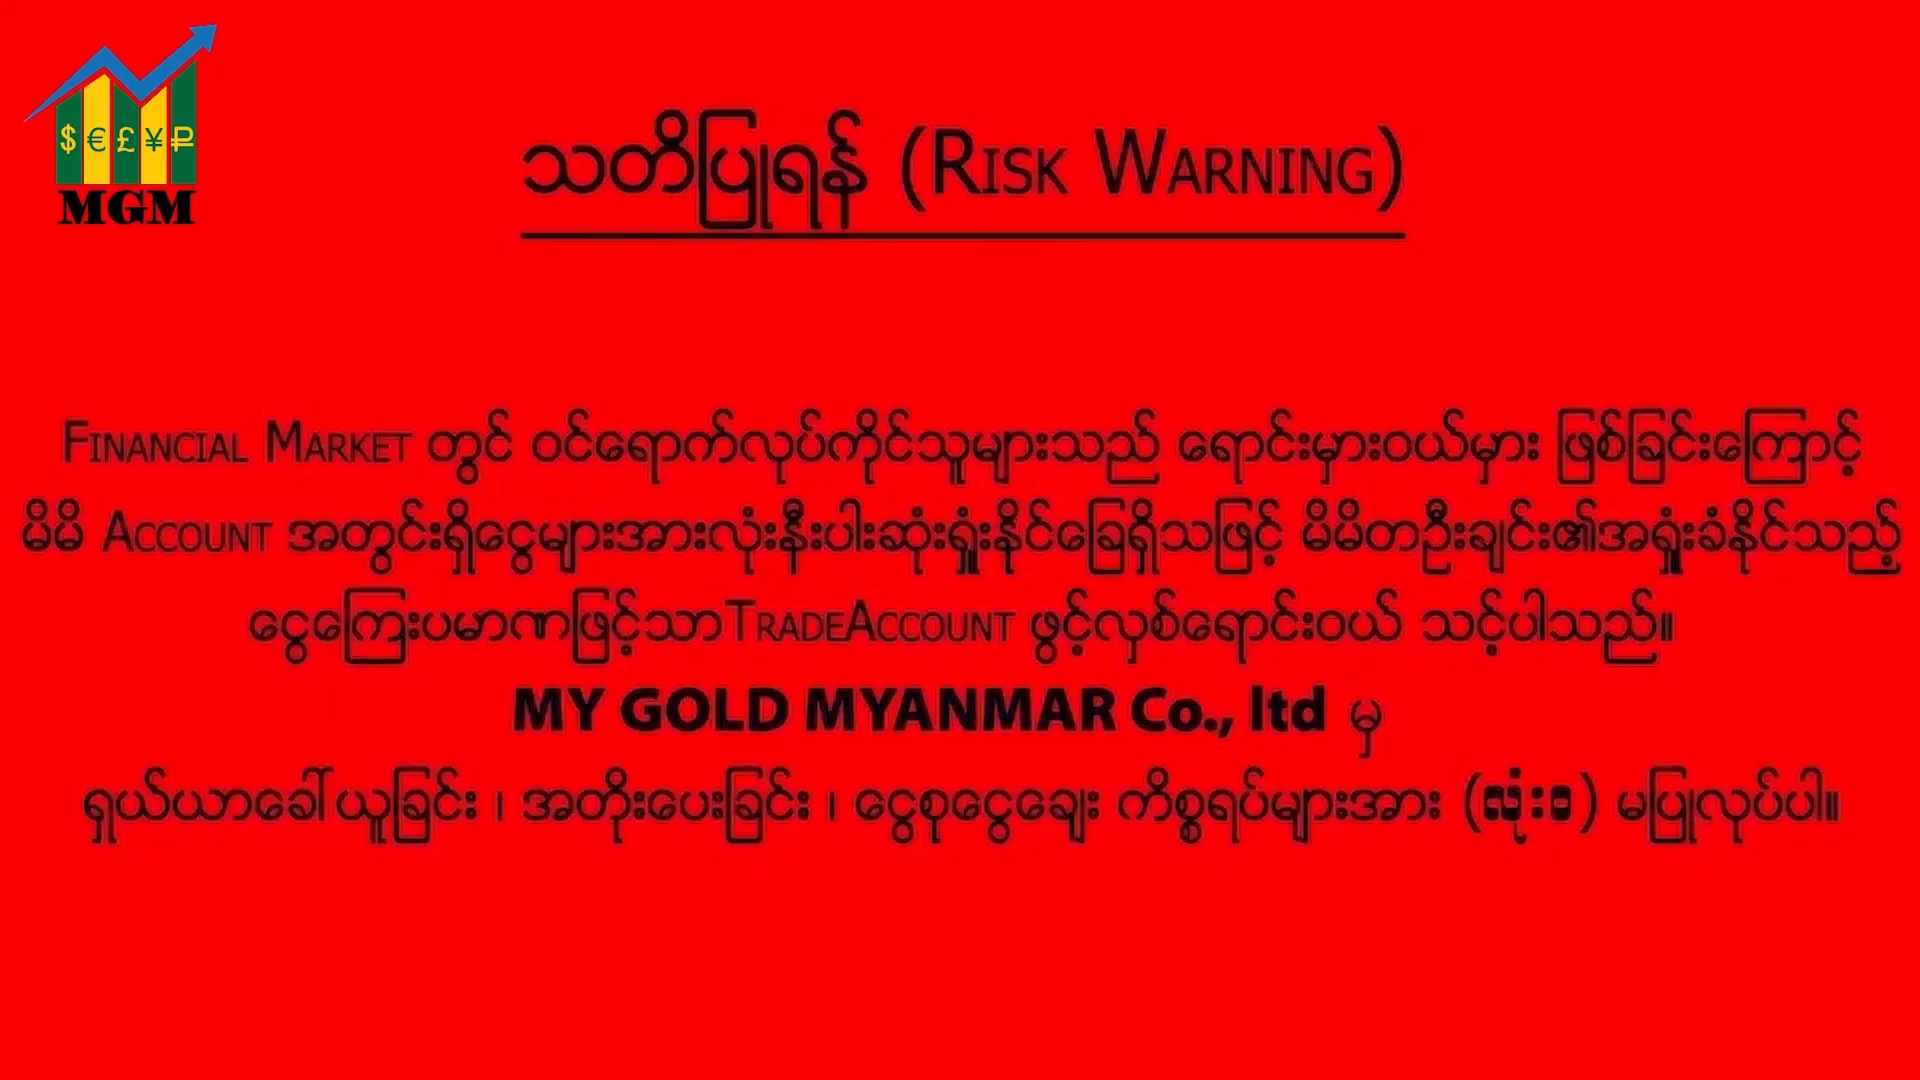 $ € £ ¥ ₽
MGM
သတိပြုရန် (RISK WARNING)
FINANCIAL MARKET တွင် ဝင်ရောက်လုပ်ကိုင်သူများသည် ရောင်းမှားဝယ်မှား ဖြစ်ခြင်းကြောင့်
မိမိ ACCOUNT အတွင်းရှိငွေများအားလုံးနီးပါးဆုံးရှုံးနိုင်ခြေရှိသဖြင့် မိမိတဦးချင်း၏အရှုံးခံနိုင်သည့်
ငွေကြေးပမာဏဖြင့်သာTRADEACCOUNT ဖွင့်လှစ်ရောင်းဝယ် သင့်ပါသည်။
MY GOLD MYANMAR Co., ltd မှ
ရှယ်ယာခေါ်ယူခြင်း ၊ အတိုးပေးခြင်း ၊ ငွေစုငွေချေး ကိစ္စရပ်များအား (လုံးဝ) မပြုလုပ်ပါ။